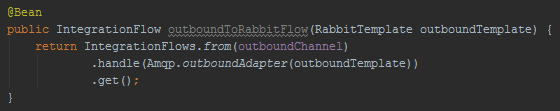 @Bean
public IntegrationFlow outboundToRabbitFlow(RabbitTemplate outboundTemplate) {
    return IntegrationFlows.from(outboundChannel)
            .handle(Amqp.outboundAdapter(outboundTemplate))
            .get();
}